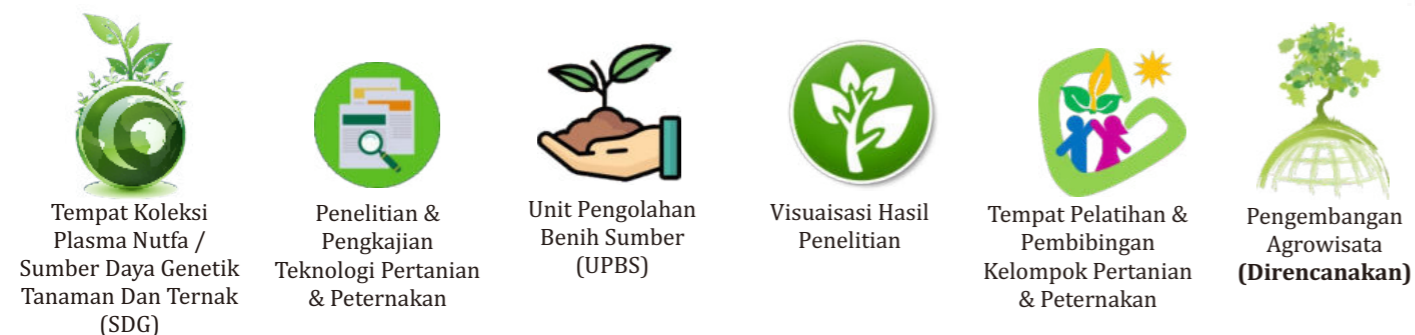 Tempat Koleksi
Plasma Nutfa /
Sumber Daya Genetik
Tanaman Dan Ternak
(SDG)
Penelitian &
Pengkajian
Teknologi Pertanian
& Peternakan
Unit Pengolahan
Benih Sumber
(UPBS)
Visuaisasi Hasil
Penelitian
Tempat Pelatihan &
Pembibingan
Kelompok Pertanian
& Peternakan
Pengembangan
Agrowisata
(Direncanakan)